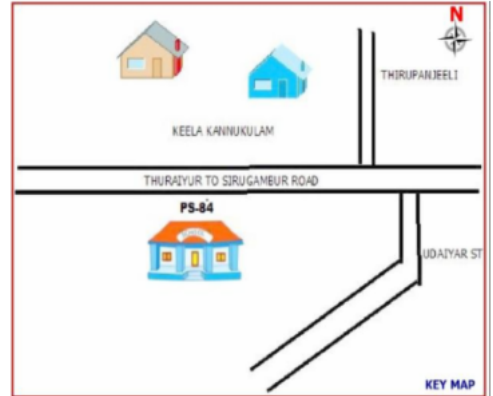 N
THIRUPANJEELI
KEELA KANNUKULAM
THURAIYUR TO SIRUGAMBUR ROAD
PS-84
UDAIYAR ST
KEY MAP